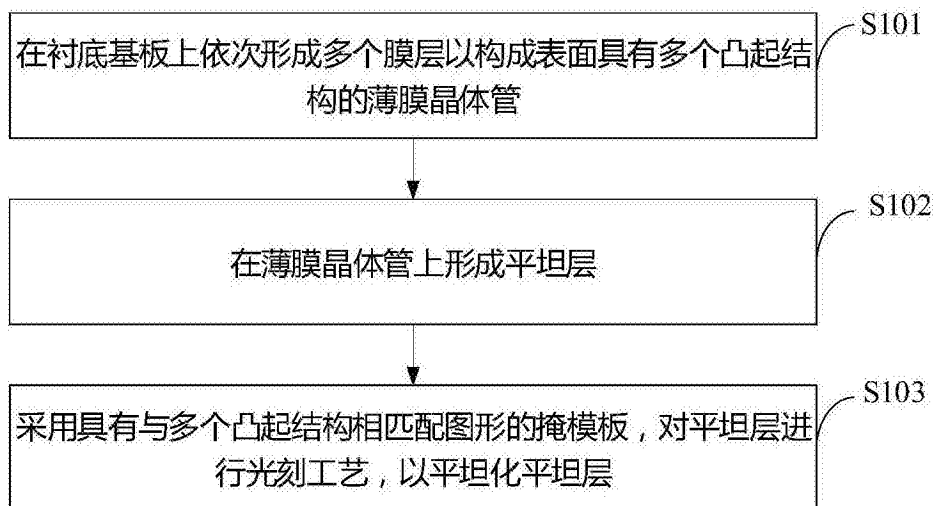 S101
在衬底基板上依次形成多个膜层以构成表面具有多个凸起结
构的薄膜晶体管
S102
在薄膜晶体管上形成平坦层
S103
采用具有与多个凸起结构相匹配图形的掩模板，对平坦层进
行光刻工艺，以平坦化平坦层